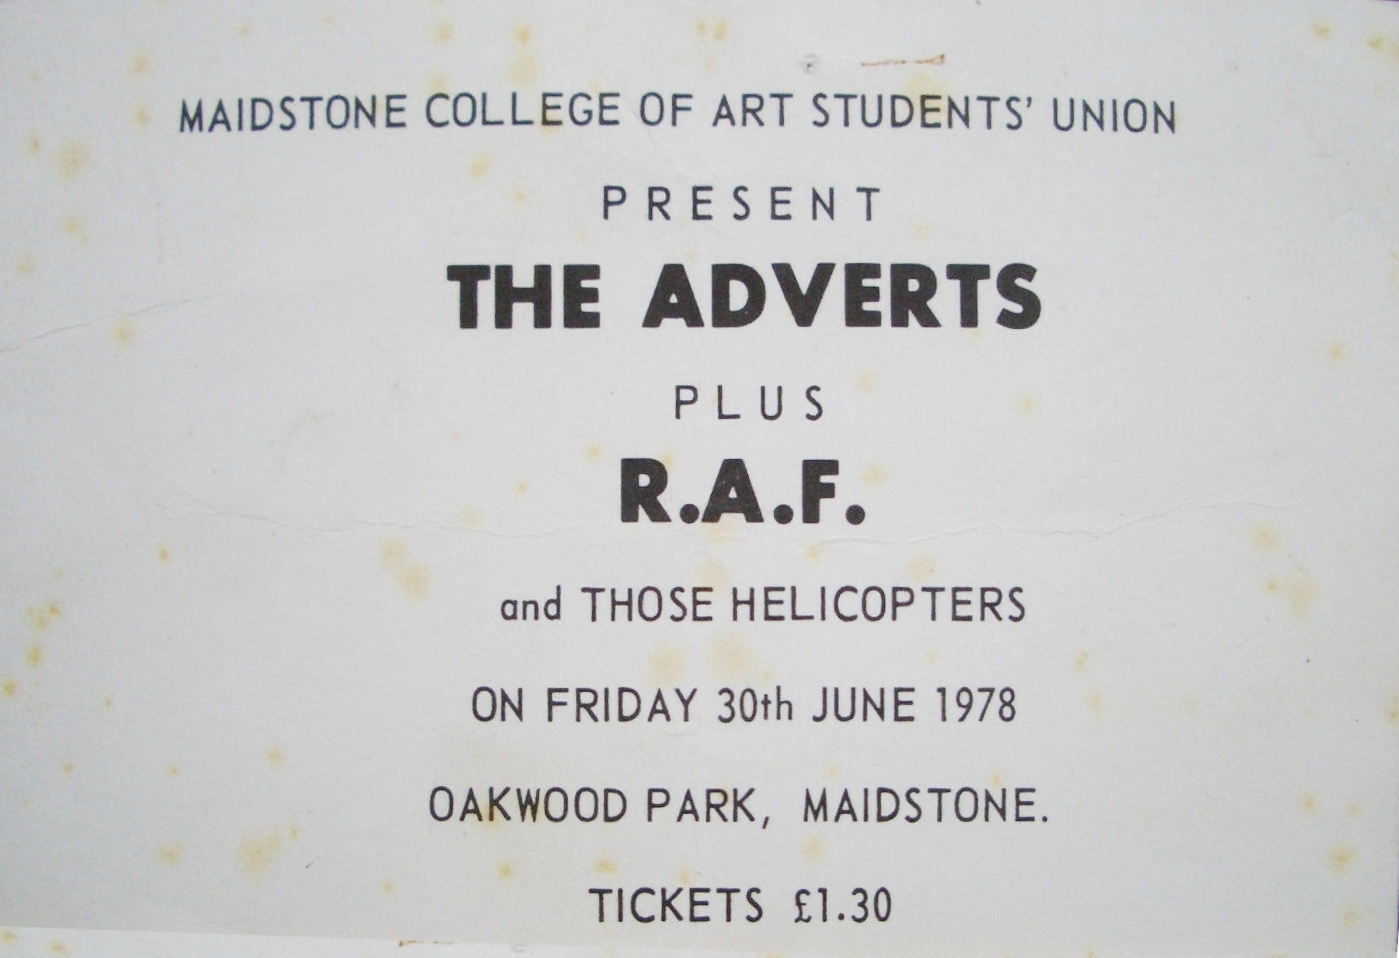 MAIDSTONE COLLEGE OF ART STUDENTS' UNION
PRESENT
THE ADVERTS
PLUS
R.A.F.
and THOSE HELICOPTERS
ON FRIDAY 30th JUNE 1978
OAKWOOD PARK, MAIDSTONE.
TICKETS £1.30